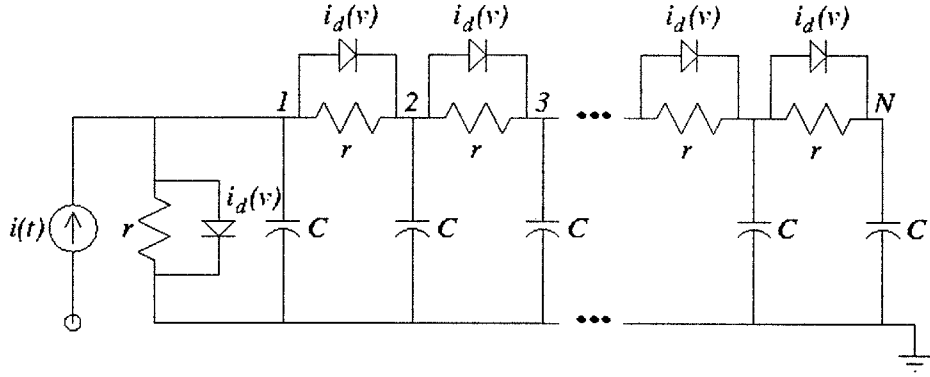 i_d(v) i_d(v) i_d(v) i_d(v)
1 2 3 ••• N
r r r r
i(t) r i_d(v) C C C C C
•••